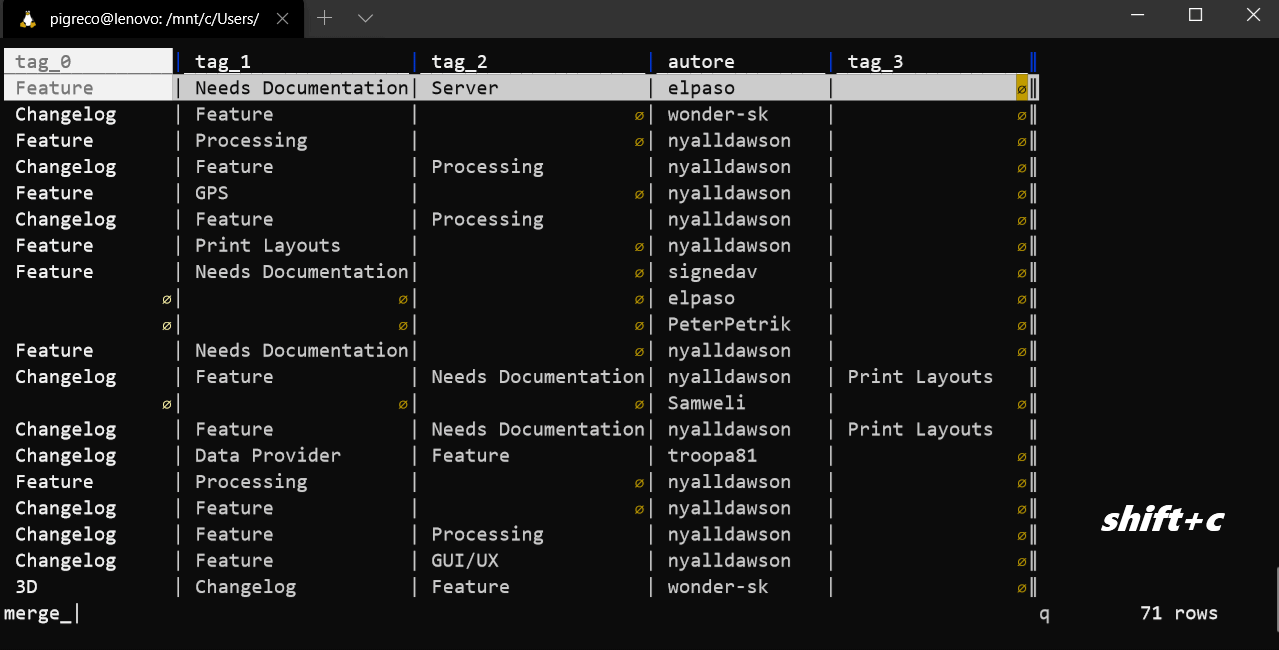 pigreco@lenovo: /mnt/c/Users/
tag_0 | tag_1 | tag_2 | autore | tag_3 ‖
Feature | Needs Documentation| Server | elpaso | ∅‖
Changelog | Feature | ∅| wonder-sk | ∅‖
Feature | Processing | ∅| nyalldawson | ∅‖
Changelog | Feature | Processing | nyalldawson | ∅‖
Feature | GPS | ∅| nyalldawson | ∅‖
Changelog | Feature | Processing | nyalldawson | ∅‖
Feature | Print Layouts | ∅| nyalldawson | ∅‖
Feature | Needs Documentation| ∅| signedav | ∅‖
∅| ∅| ∅| elpaso | ∅‖
∅| ∅| ∅| PeterPetrik | ∅‖
Feature | Needs Documentation| ∅| nyalldawson | ∅‖
Changelog | Feature | Needs Documentation| nyalldawson | Print Layouts ‖
∅| ∅| ∅| Samweli | ∅‖
Changelog | Feature | Needs Documentation| nyalldawson | Print Layouts ‖
Changelog | Data Provider | Feature | troopa81 | ∅‖
Feature | Processing | ∅| nyalldawson | ∅‖
Changelog | Feature | ∅| nyalldawson | ∅‖
Changelog | Feature | Processing | nyalldawson | ∅‖
Changelog | Feature | GUI/UX | nyalldawson | ∅‖
3D | Changelog | Feature | wonder-sk | ∅‖
shift+c
merge_| q 71 rows